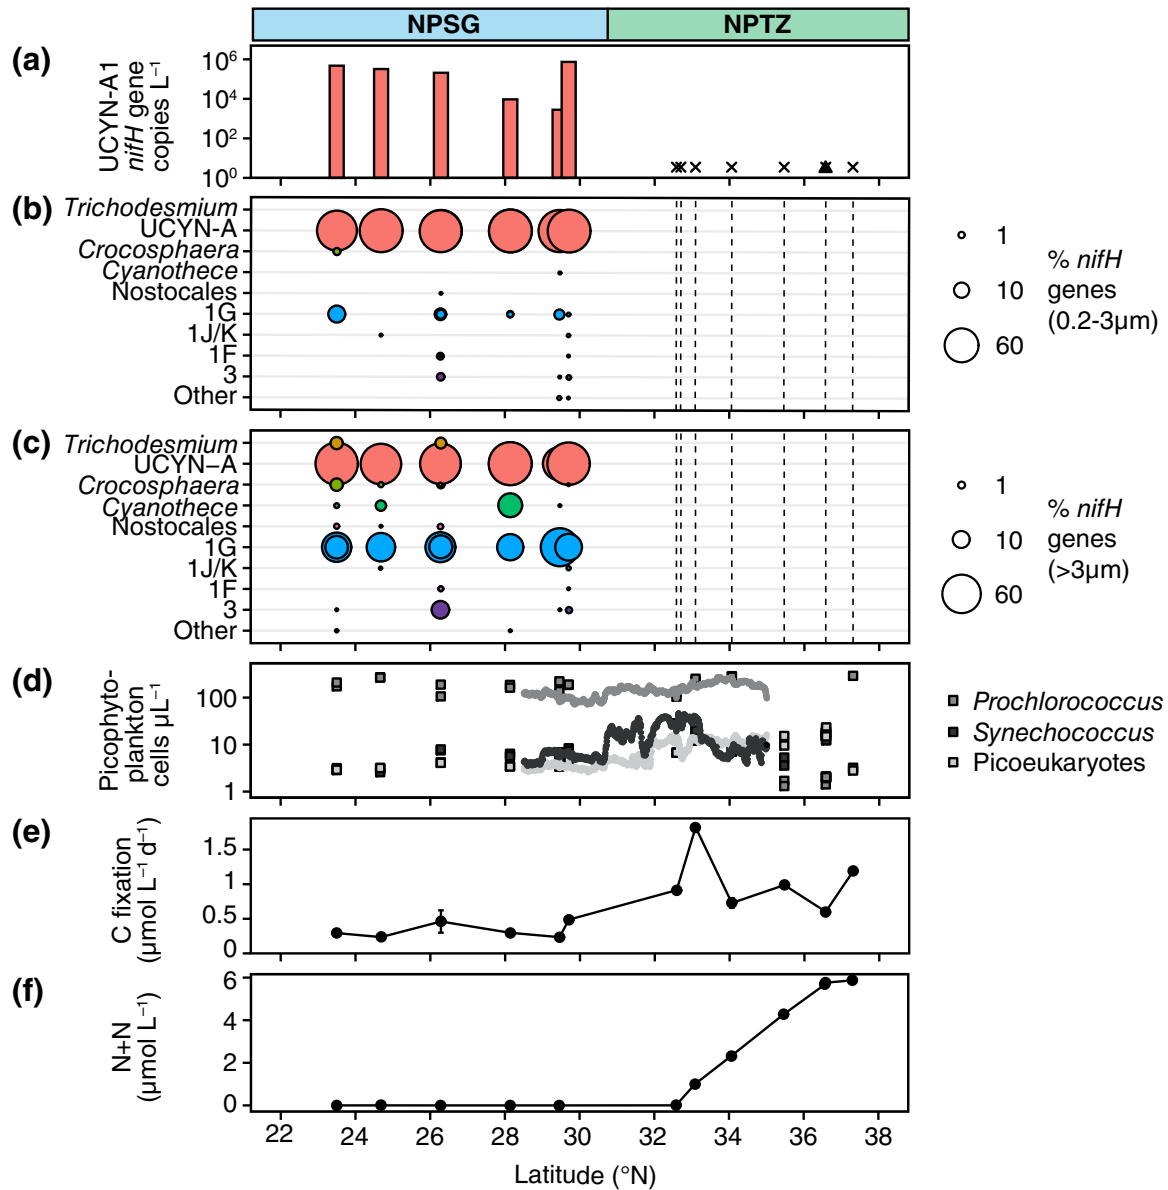 NPSG NPTZ
(a)
UCYN-A1
nifH gene
copies L⁻¹
10⁶
10⁴
10²
10⁰
(b)
Trichodesmium
UCYN-A
Crocosphaera
Cyanothece
Nostocales
1G
1J/K
1F
3
Other
1
10
60
% nifH
genes
(0.2-3µm)
(c)
Trichodesmium
UCYN–A
Crocosphaera
Cyanothece
Nostocales
1G
1J/K
1F
3
Other
1
10
60
% nifH
genes
(>3µm)
(d)
Picophyto-
plankton
cells µL⁻¹
100
10
1
Prochlorococcus
Synechococcus
Picoeukaryotes
(e)
C fixation
(µmol L⁻¹ d⁻¹)
1.5
1
0.5
0
(f)
N+N
(µmol L⁻¹)
6
4
2
0
22 24 26 28 30 32 34 36 38
Latitude (°N)